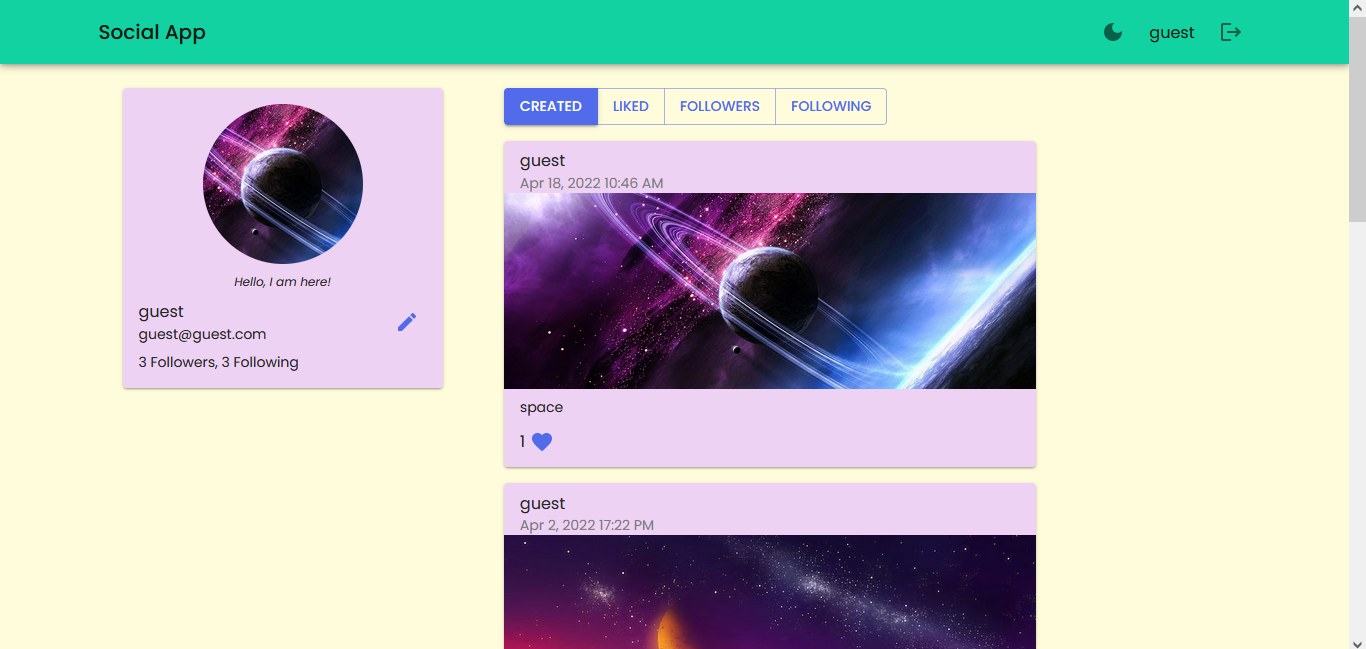 Social App
guest
Hello, I am here!
guest
guest@guest.com
3 Followers, 3 Following
CREATED LIKED FOLLOWERS FOLLOWING
guest
Apr 18, 2022 10:46 AM
space
1
guest
Apr 2, 2022 17:22 PM